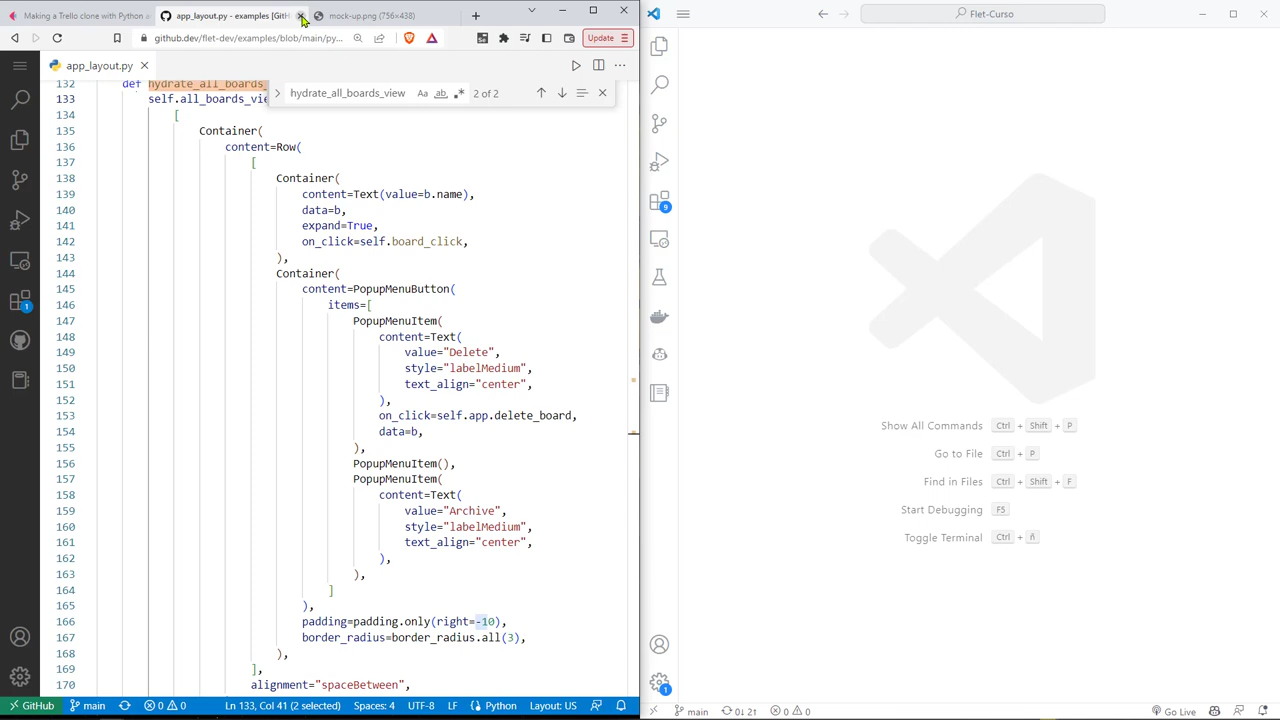 Making a Trello clone with Python
app_layout.py - examples [GitH
mock-up.png (756×439)
github.dev/flet-dev/examples/blob/main/py...
Update
app_layout.py
hydrate_all_boards_view
Aa
ab
2 of 2
132 def hydrate_all_boards_
133 self.all_boards_vie
134 [
135 Container(
136 content=Row(
137 [
138 Container(
139 content=Text(value=b.name),
140 data=b,
141 expand=True,
142 on_click=self.board_click,
143 ),
144 Container(
145 content=PopupMenuButton(
146 items=[
147 PopupMenuItem(
148 content=Text(
149 value="Delete",
150 style="labelMedium",
151 text_align="center",
152 ),
153 on_click=self.app.delete_board,
154 data=b,
155 ),
156 PopupMenuItem(),
157 PopupMenuItem(
158 content=Text(
159 value="Archive",
160 style="labelMedium",
161 text_align="center",
162 ),
163 ),
164 ]
165 ),
166 padding=padding.only(right=-10),
167 border_radius=border_radius.all(3),
168 ),
169 ],
170 alignment="spaceBetween",
1
GitHub
main
0 0
Ln 133, Col 41 (2 selected)
Spaces: 4
UTF-8
LF
Python
Layout: US
Flet-Curso
9
Show All Commands Ctrl + Shift + P
Go to File Ctrl + P
Find in Files Ctrl + Shift + F
Start Debugging F5
Toggle Terminal Ctrl + ñ
1
main
0↓ 2↑
0 0
Go Live